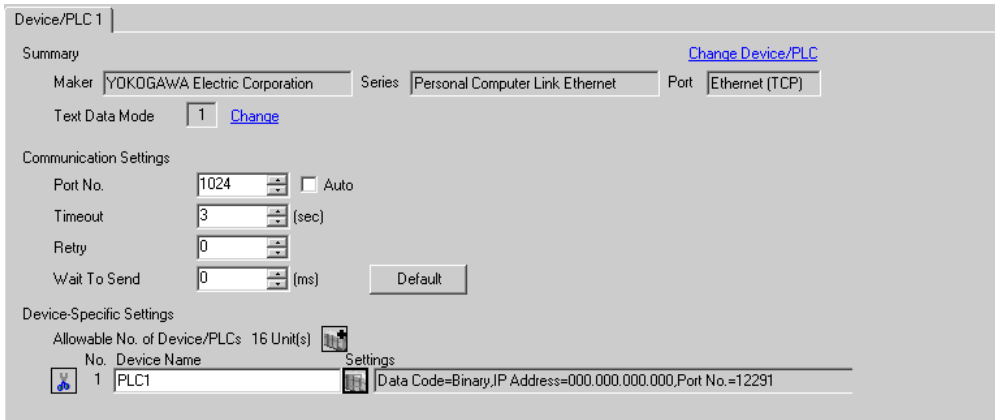 Device/PLC 1
Summary Change Device/PLC
Maker YOKOGAWA Electric Corporation Series Personal Computer Link Ethernet Port Ethernet (TCP)
Text Data Mode 1 Change
Communication Settings
Port No. 1024 Auto
Timeout 3 (sec)
Retry 0
Wait To Send 0 (ms) Default
Device-Specific Settings
Allowable No. of Device/PLCs 16 Unit(s)
No. Device Name Settings
1 PLC1 Data Code=Binary,IP Address=000.000.000.000,Port No.=12291